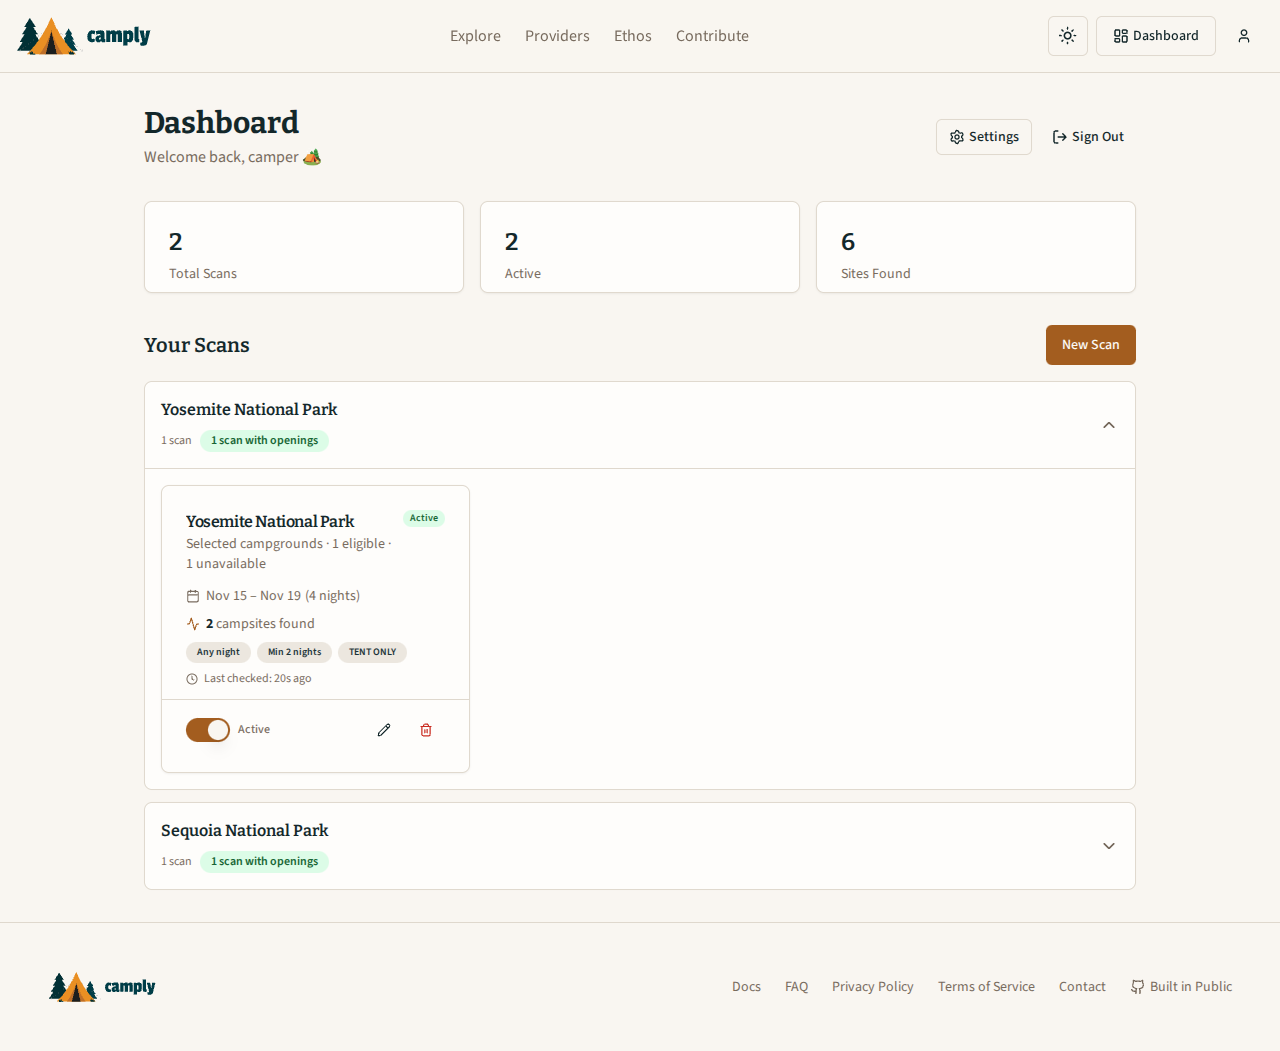 camply
Explore Providers Ethos Contribute
Dashboard
Dashboard
Welcome back, camper 🏕️
Settings
Sign Out
2
Total Scans
2
Active
6
Sites Found
Your Scans
New Scan
Yosemite National Park
1 scan 1 scan with openings
Yosemite National Park
Active
Selected campgrounds · 1 eligible ·
1 unavailable
Nov 15 – Nov 19 (4 nights)
2 campsites found
Any night Min 2 nights TENT ONLY
Last checked: 20s ago
Active
Sequoia National Park
1 scan 1 scan with openings
camply
Docs FAQ Privacy Policy Terms of Service Contact Built in Public